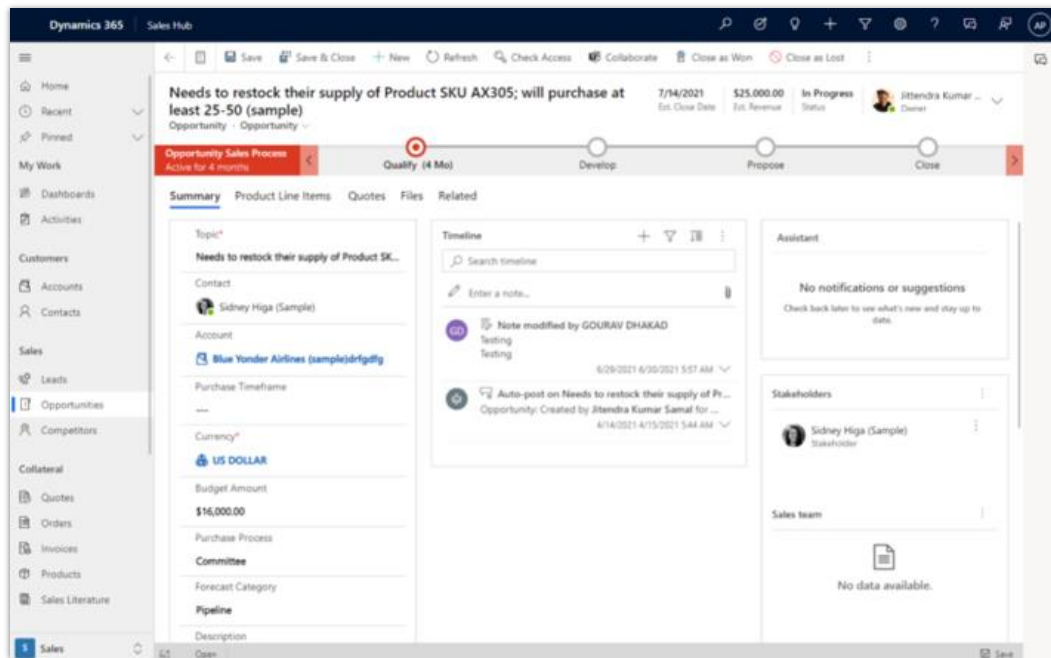 Dynamics 365 Sales Hub
AP
Save Save & Close New Refresh Check Access Collaborate Close as Won Close as Lost
Home
Recent
Pinned
My Work
Dashboards
Activities
Customers
Accounts
Contacts
Sales
Leads
Opportunities
Competitors
Collateral
Quotes
Orders
Invoices
Products
Sales Literature
S Sales
Needs to restock their supply of Product SKU AX305; will purchase at
least 25-50 (sample)
Opportunity · Opportunity
7/14/2021
Est. Close Date
$25,000.00
Est. Revenue
In Progress
Status
Jittendra Kumar ...
Owner
Opportunity Sales Process
Active for 4 months
Qualify (4 Mo)
Develop
Propose
Close
Summary Product Line Items Quotes Files Related
Topic*
Needs to restock their supply of Product SK...
Contact
Sidney Higa (Sample)
Account
Blue Yonder Airlines (sample)drfgdfg
Purchase Timeframe
---
Currency*
US DOLLAR
Budget Amount
$16,000.00
Purchase Process
Committee
Forecast Category
Pipeline
Description
Timeline
Search timeline
Enter a note...
GD
Note modified by GOURAV DHAKAD
Testing
Testing
6/29/2021 6/30/2021 5:57 AM
Auto-post on Needs to restock their supply of Pr...
Opportunity: Created by Jitendra Kumar Samal for ...
4/14/2021 4/15/2021 5:44 AM
Assistant
No notifications or suggestions
Check back later to see what's new and stay up to
date.
Stakeholders
Sidney Higa (Sample)
Stakeholder
Sales team
No data available.
Open
Save